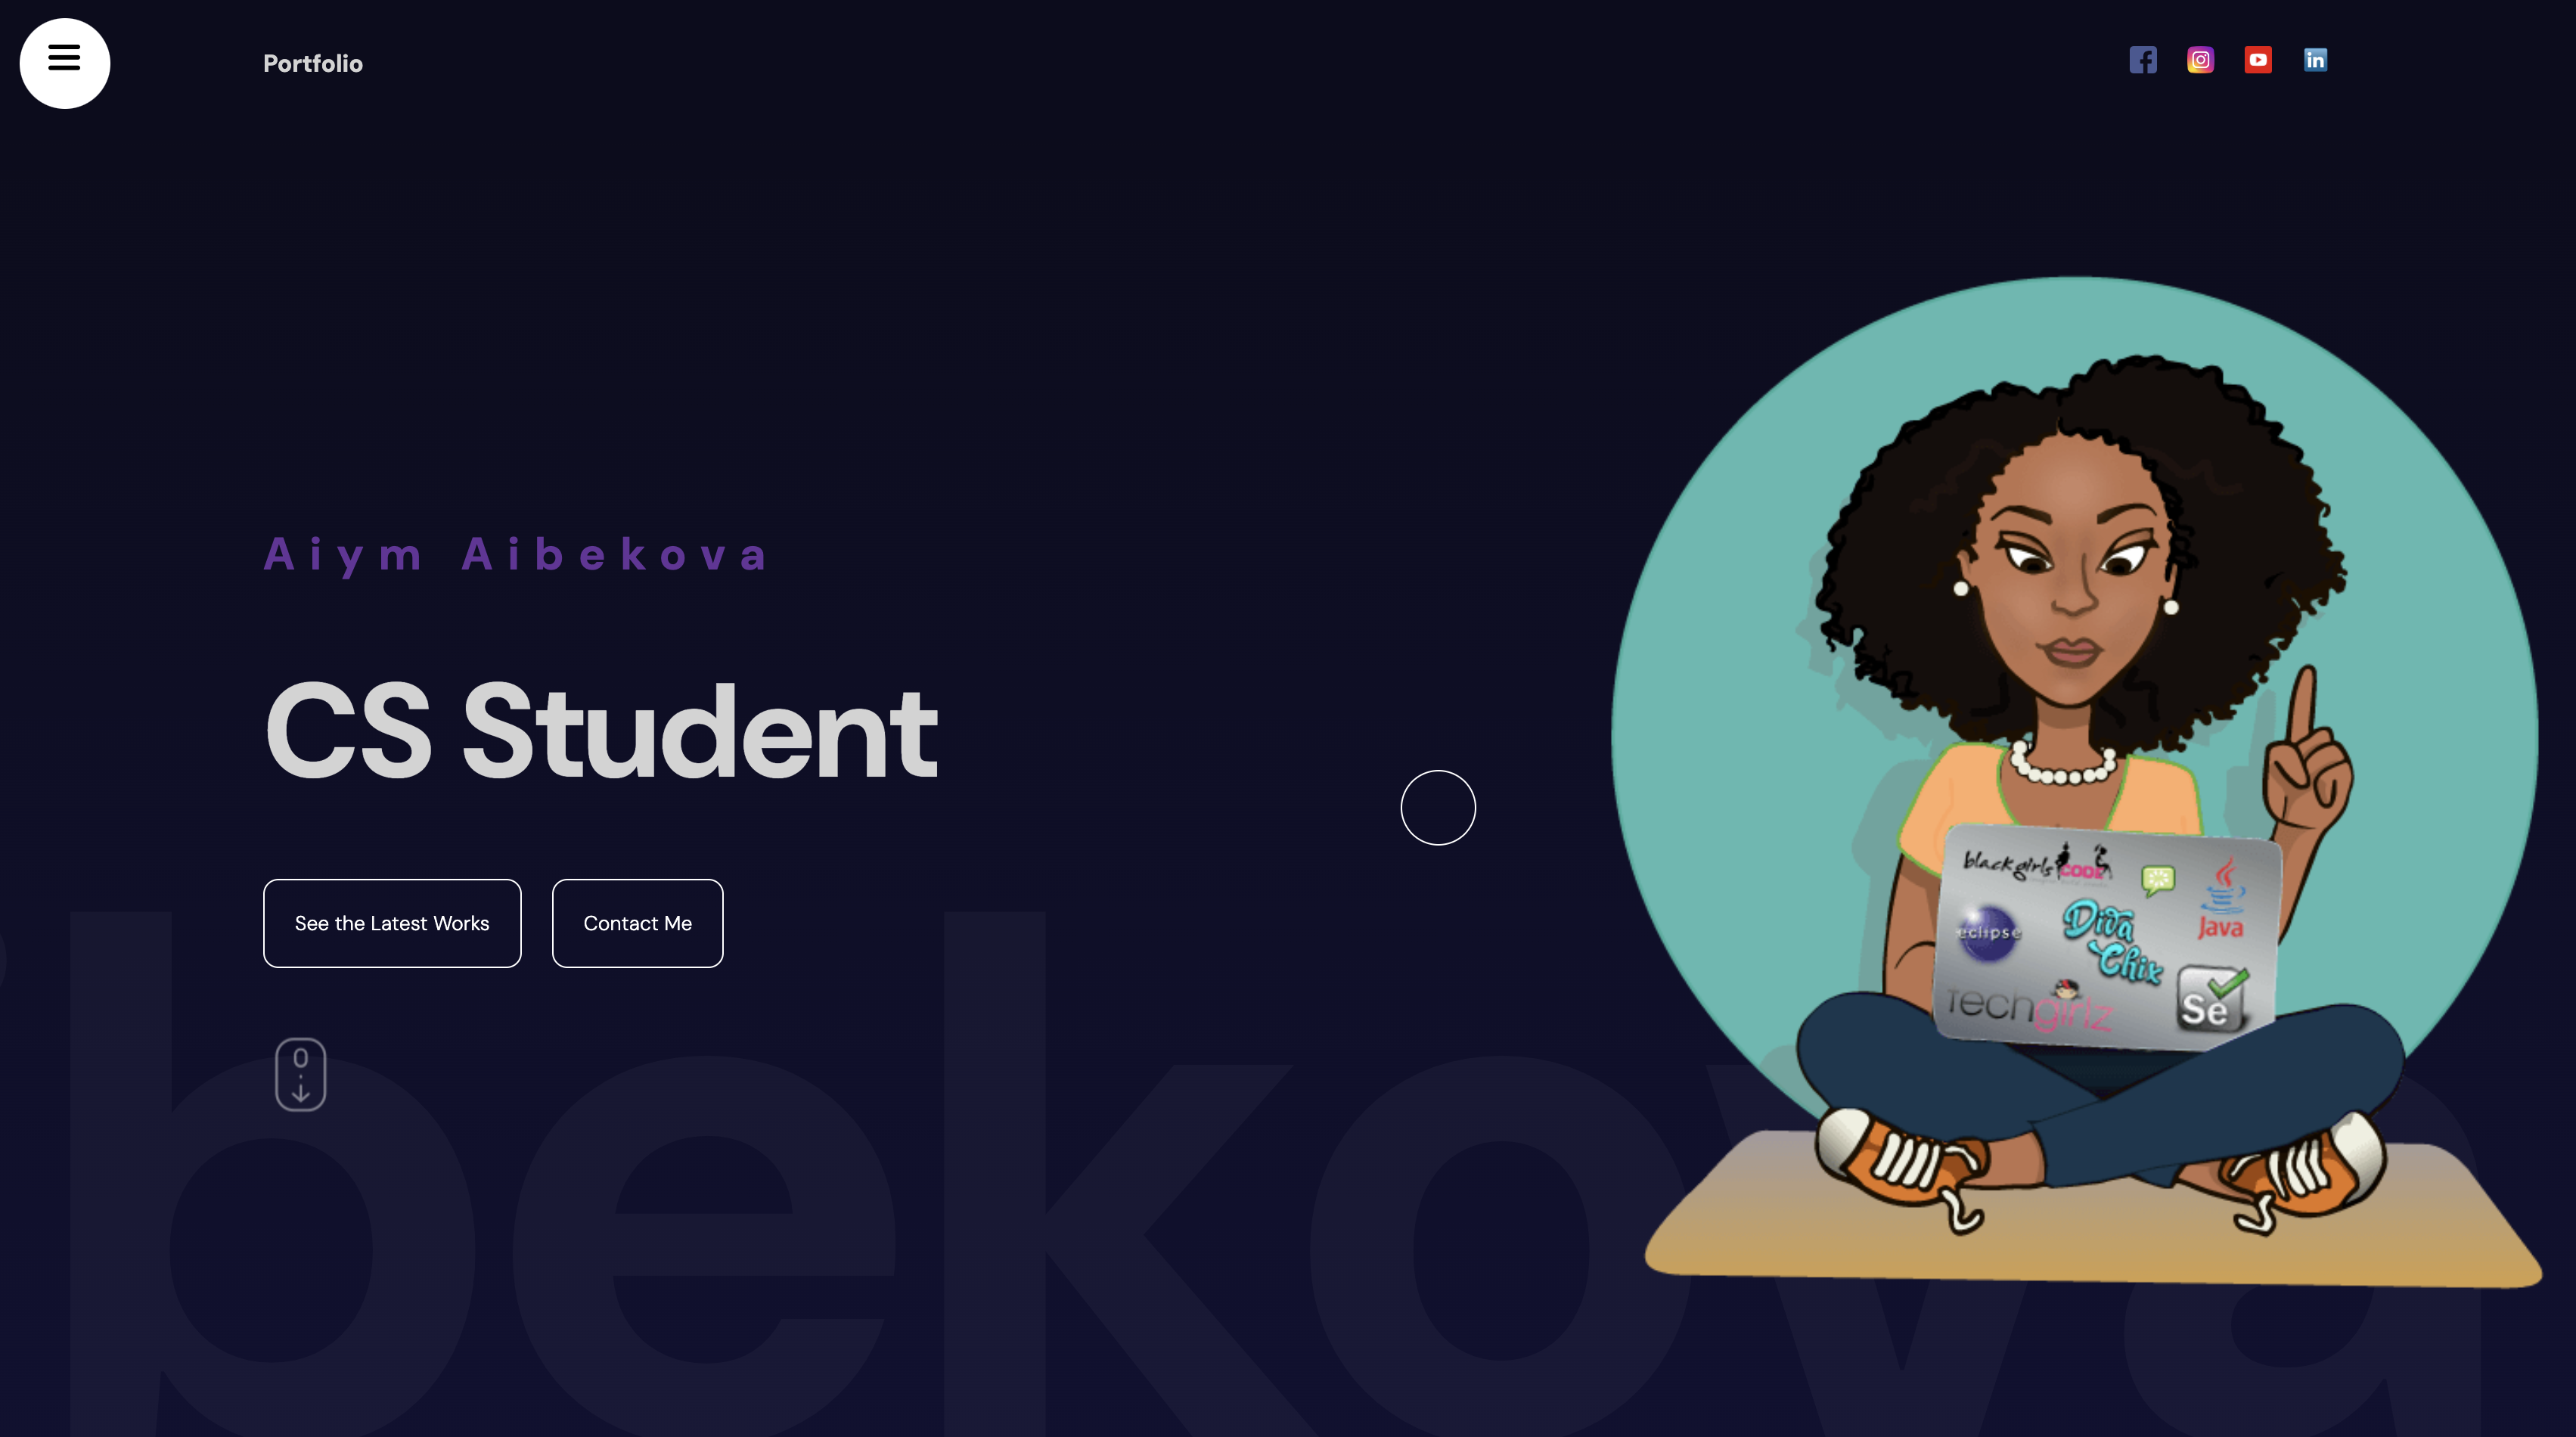 Portfolio
Aiym Aibekova
CS Student
See the Latest Works
Contact Me
blackgirls CODE
Java
eclipse
Diva
Chix
Techgirlz
Se
bekova
in